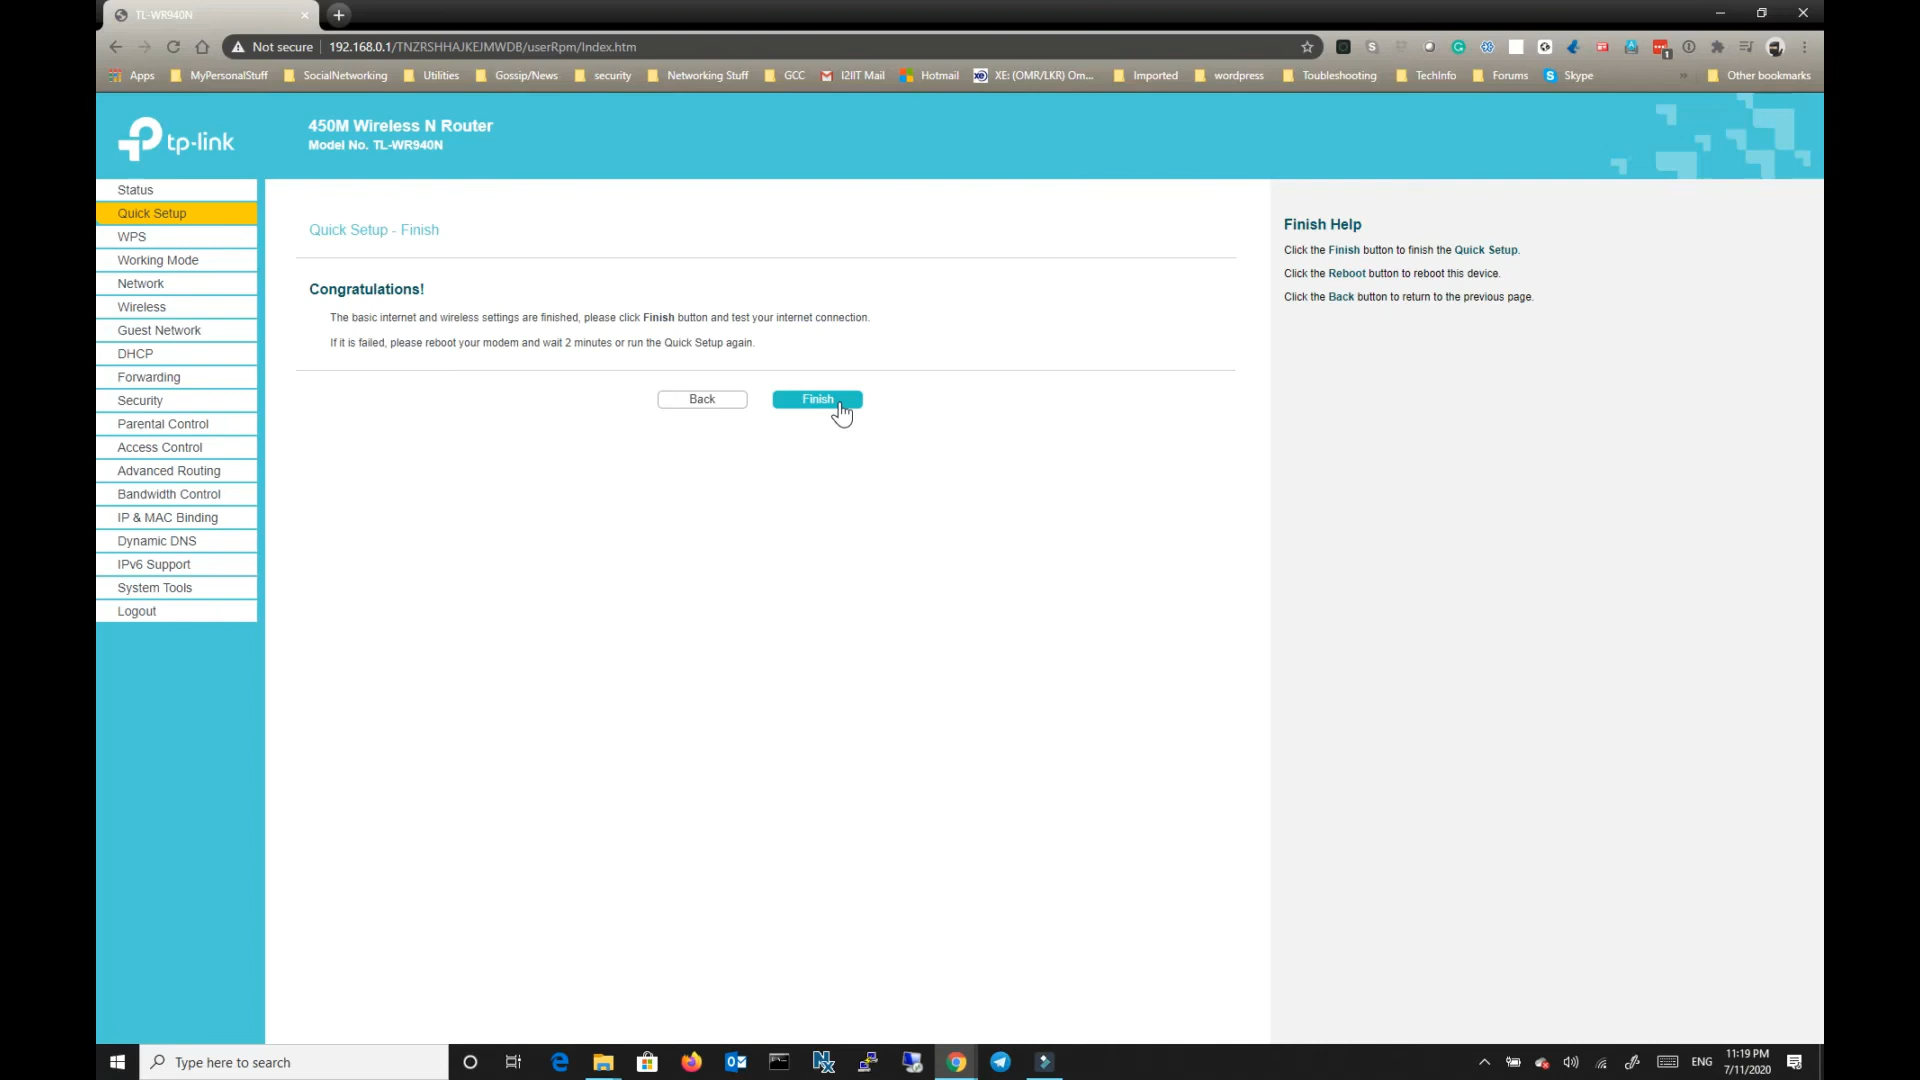 TL-WR940N
Not secure 192.168.0.1/TNZRSHHAJKEJMWDB/userRpm/Index.htm
Apps MyPersonalStuff SocialNetworking Utilities Gossip/News security Networking Stuff GCC I2IIT Mail Hotmail XE: (OMR/LKR) Om... Imported wordpress Toubleshooting TechInfo Forums Skype » Other bookmarks
tp-link
450M Wireless N Router
Model No. TL-WR940N
Status
Quick Setup
WPS
Working Mode
Network
Wireless
Guest Network
DHCP
Forwarding
Security
Parental Control
Access Control
Advanced Routing
Bandwidth Control
IP & MAC Binding
Dynamic DNS
IPv6 Support
System Tools
Logout
Quick Setup - Finish
Congratulations!
The basic internet and wireless settings are finished, please click Finish button and test your internet connection.
If it is failed, please reboot your modem and wait 2 minutes or run the Quick Setup again.
Back Finish
Finish Help
Click the Finish button to finish the Quick Setup.
Click the Reboot button to reboot this device.
Click the Back button to return to the previous page.
Type here to search
ENG
11:19 PM
7/11/2020